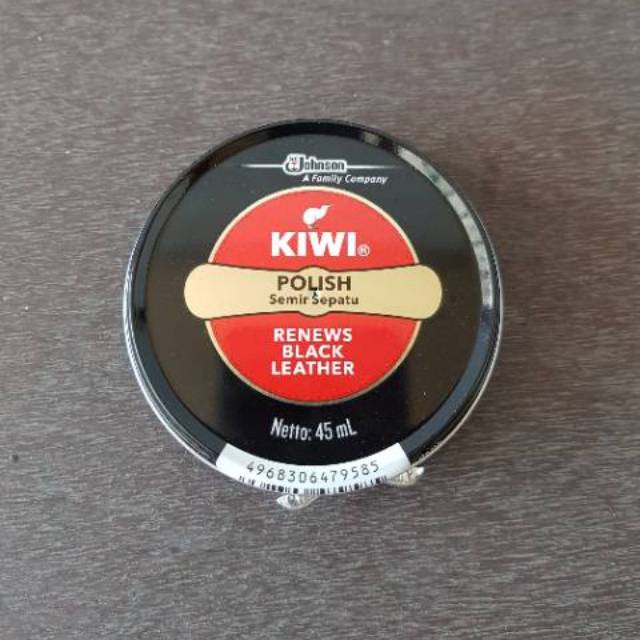 SC Johnson
A Family Company
KIWI®
POLISH
Semir Sepatu
RENEWS
BLACK
LEATHER
Netto: 45 mL
4968306479585